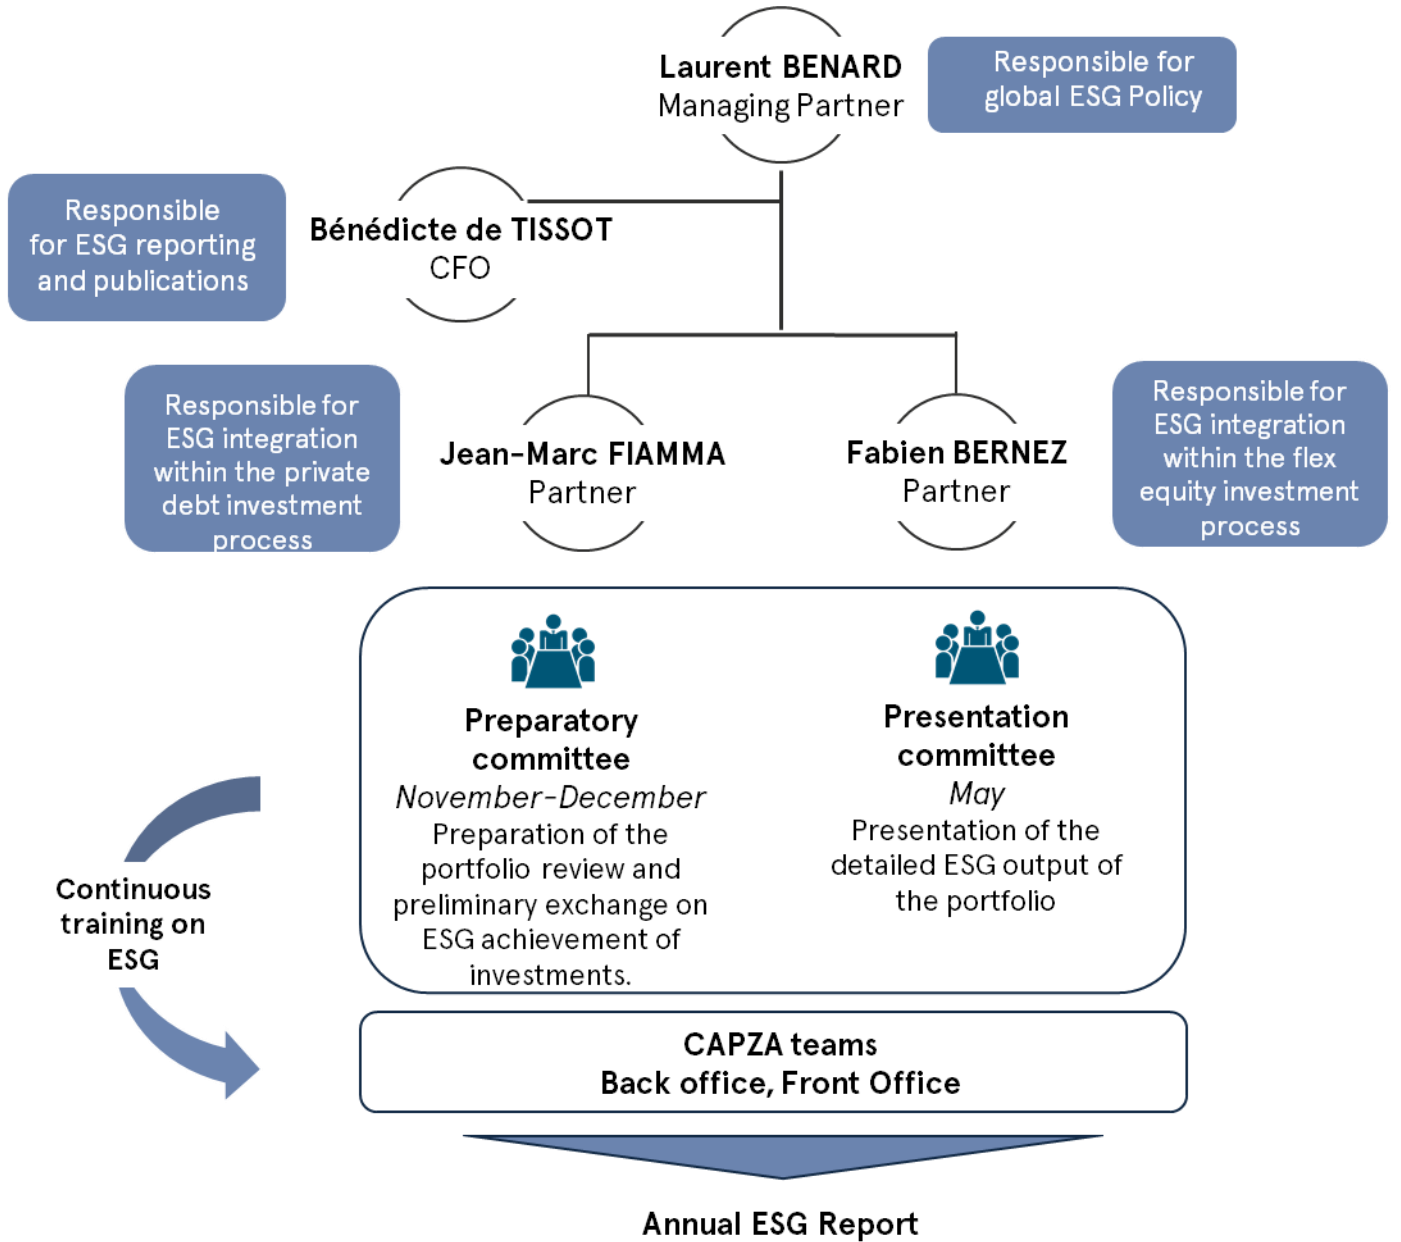 Laurent BENARD
Managing Partner
Responsible for
global ESG Policy
Responsible
for ESG reporting
and publications
Bénédicte de TISSOT
CFO
Responsible for
ESG integration
within the private
debt investment
process
Jean-Marc FIAMMA
Partner
Fabien BERNEZ
Partner
Responsible for
ESG integration
within the flex
equity investment
process
Preparatory
committee
November-December
Preparation of the
portfolio review and
preliminary exchange on
ESG achievement of
investments.
Presentation
committee
May
Presentation of the
detailed ESG output of
the portfolio
Continuous
training on
ESG
CAPZA teams
Back office, Front Office
Annual ESG Report